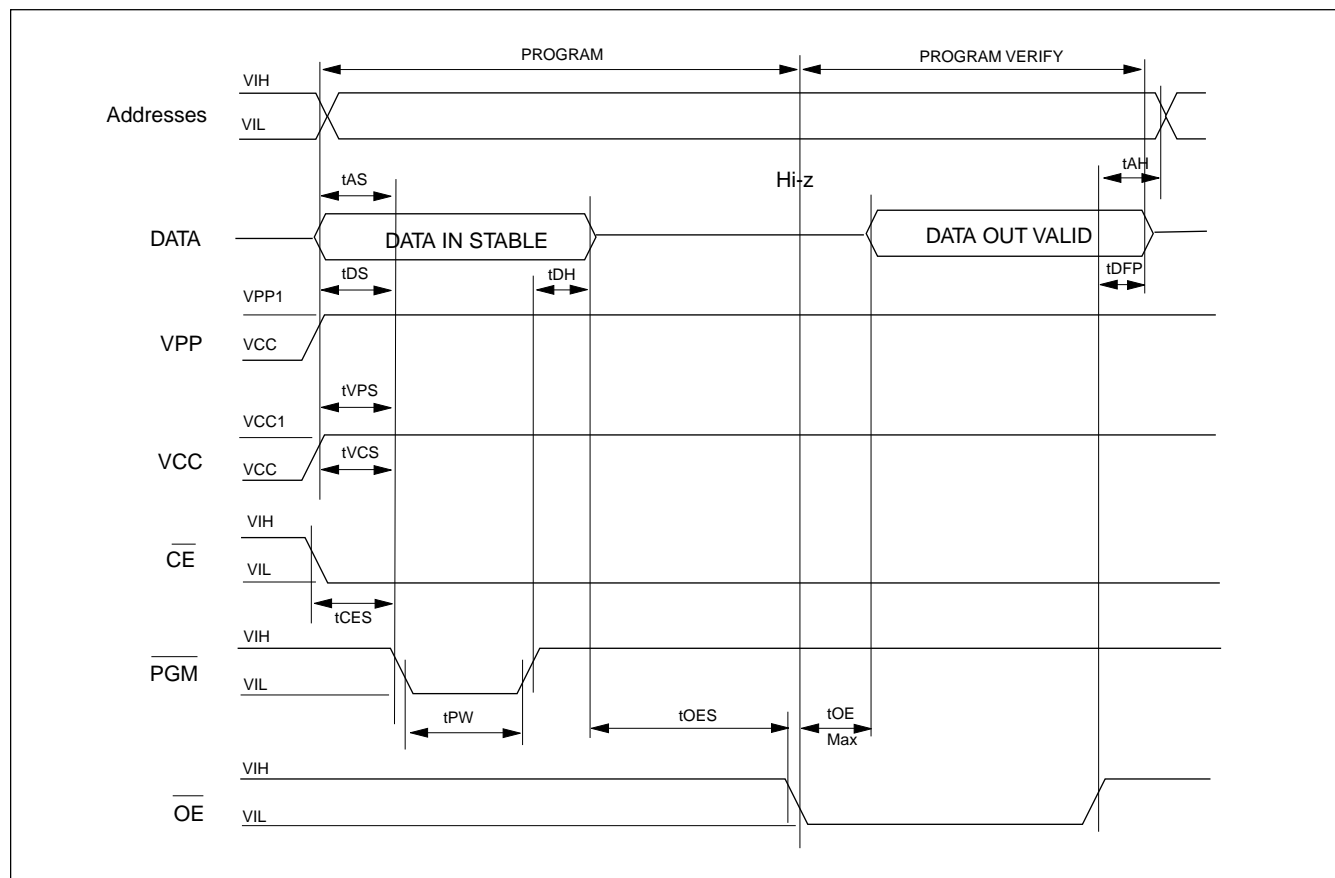 PROGRAM
PROGRAM VERIFY
VIH
Addresses
VIL
tAS
Hi-z
tAH
DATA
DATA IN STABLE
DATA OUT VALID
tDS
tDH
tDFP
VPP1
VPP
VCC
tVPS
VCC1
VCC
VCC
tVCS
VIH
CE
VIL
tCES
VIH
PGM
VIL
tPW
tOES
tOE
Max
VIH
OE
VIL